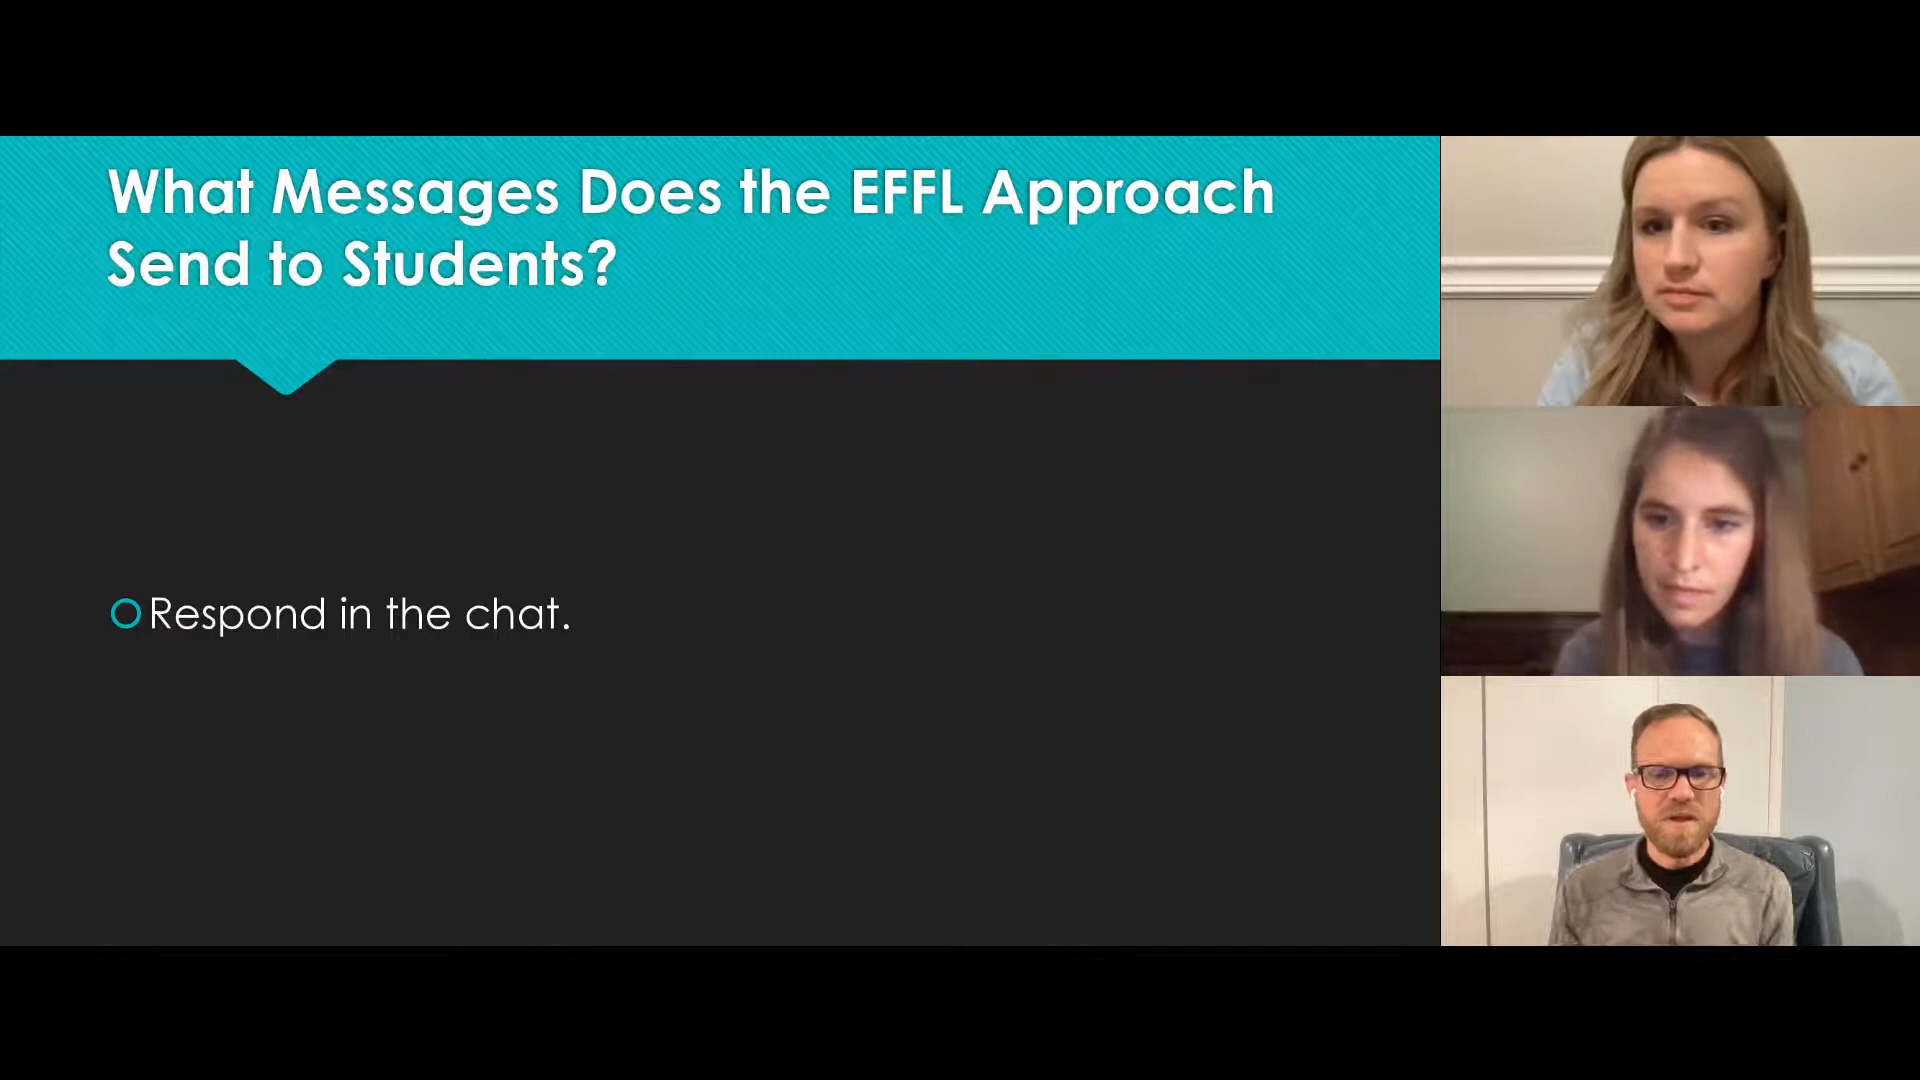 What Messages Does the EFFL Approach
Send to Students?
Respond in the chat.